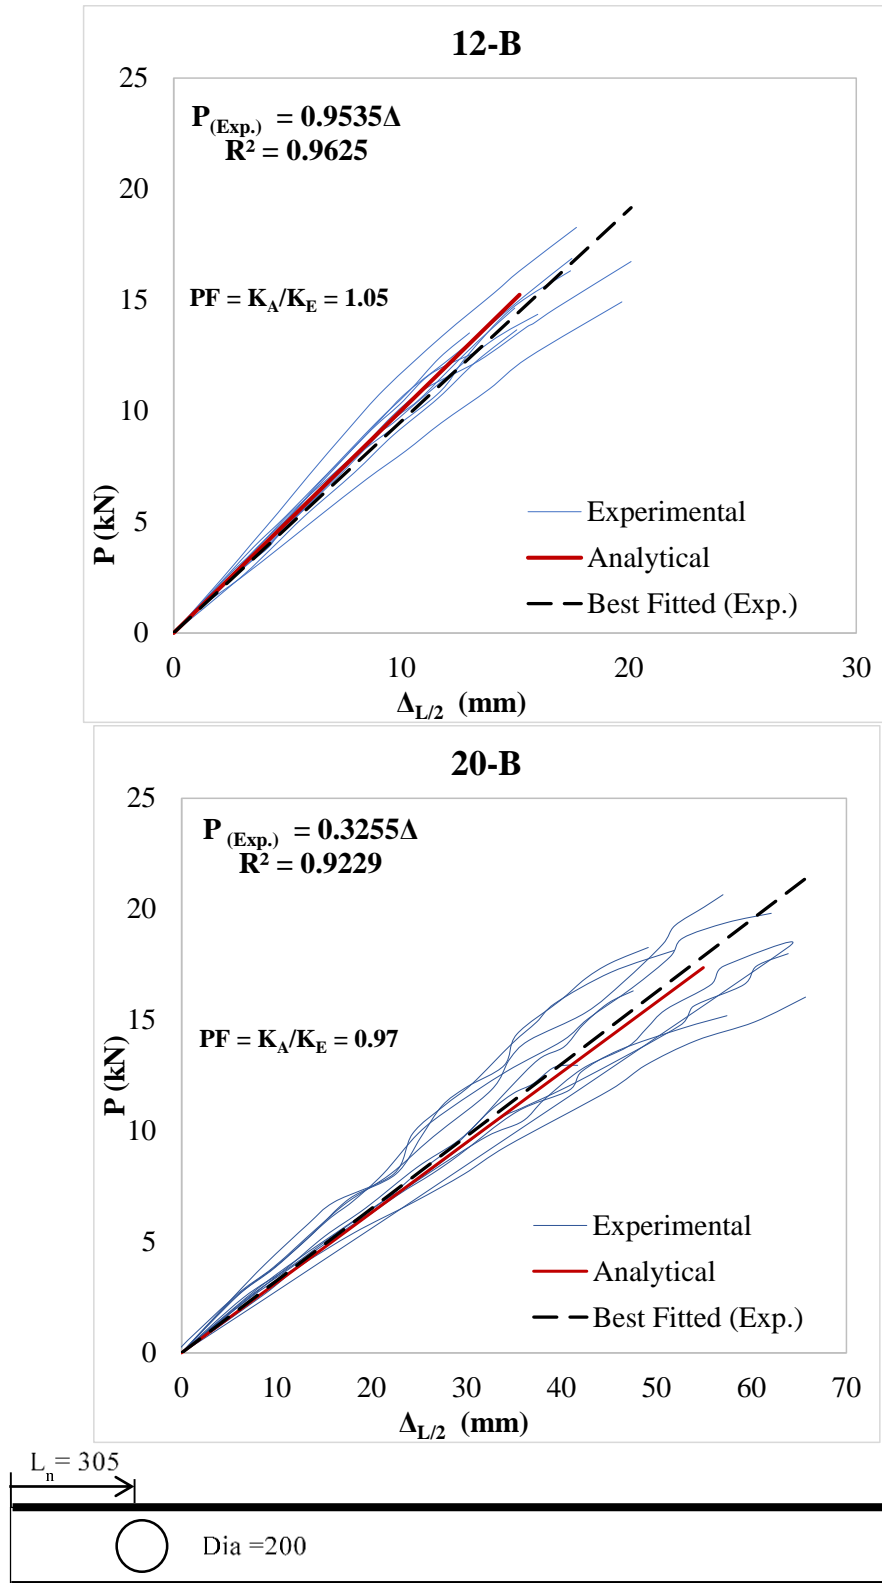 12-B
25
P(Exp.) = 0.9535Δ
R² = 0.9625
20
PF = KA/KE = 1.05
15
10
P (kN)
Experimental
5
Analytical
Best Fitted (Exp.)
0
0 10 20 30
ΔL/2 (mm)
20-B
25
P (Exp.) = 0.3255Δ
R² = 0.9229
20
15
PF = KA/KE = 0.97
P (kN)
10
Experimental
5
Analytical
Best Fitted (Exp.)
0
0 10 20 30 40 50 60 70
ΔL/2 (mm)
Ln = 305
Dia =200